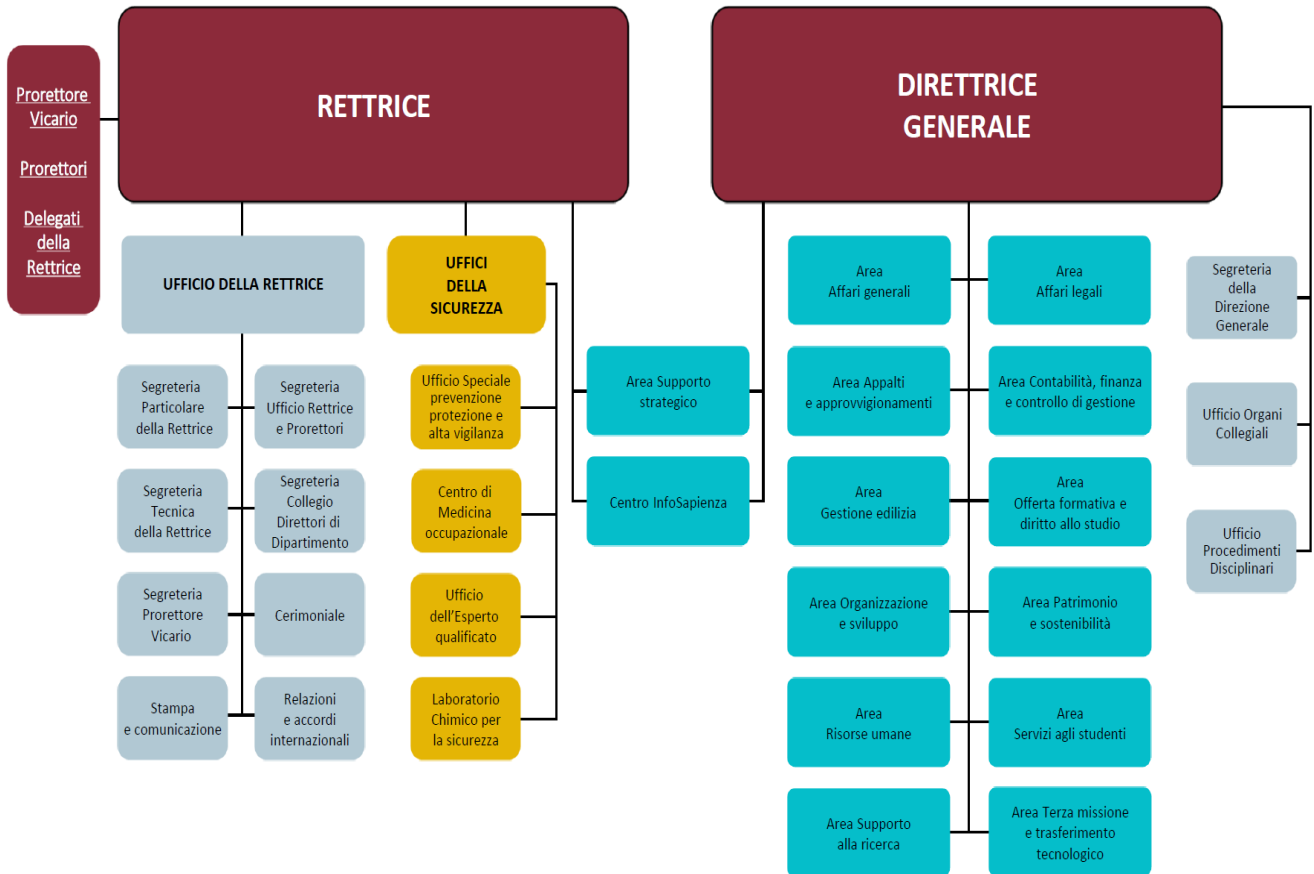 Prorettore
Vicario
Prorettori
Delegati
della
Rettrice
RETTRICE
DIRETTRICE
GENERALE
UFFICIO DELLA RETTRICE
Segreteria
Particolare
della Rettrice
Segreteria
Ufficio Rettrice
e Prorettori
Segreteria
Tecnica
della Rettrice
Segreteria
Collegio
Direttori di
Dipartimento
Segreteria
Prorettore
Vicario
Cerimoniale
Stampa
e comunicazione
Relazioni
e accordi
internazionali
UFFICI
DELLA
SICUREZZA
Ufficio Speciale
prevenzione
protezione e
alta vigilanza
Centro di
Medicina
occupazionale
Ufficio
dell’Esperto
qualificato
Laboratorio
Chimico per
la sicurezza
Area Supporto
strategico
Centro InfoSapienza
Area
Affari generali
Area
Affari legali
Area Appalti
e approvvigionamenti
Area Contabilità, finanza
e controllo di gestione
Area
Gestione edilizia
Area
Offerta formativa e
diritto allo studio
Area Organizzazione
e sviluppo
Area Patrimonio
e sostenibilità
Area
Risorse umane
Area
Servizi agli studenti
Area Supporto
alla ricerca
Area Terza missione
e trasferimento
tecnologico
Segreteria
della
Direzione
Generale
Ufficio Organi
Collegiali
Ufficio
Procedimenti
Disciplinari